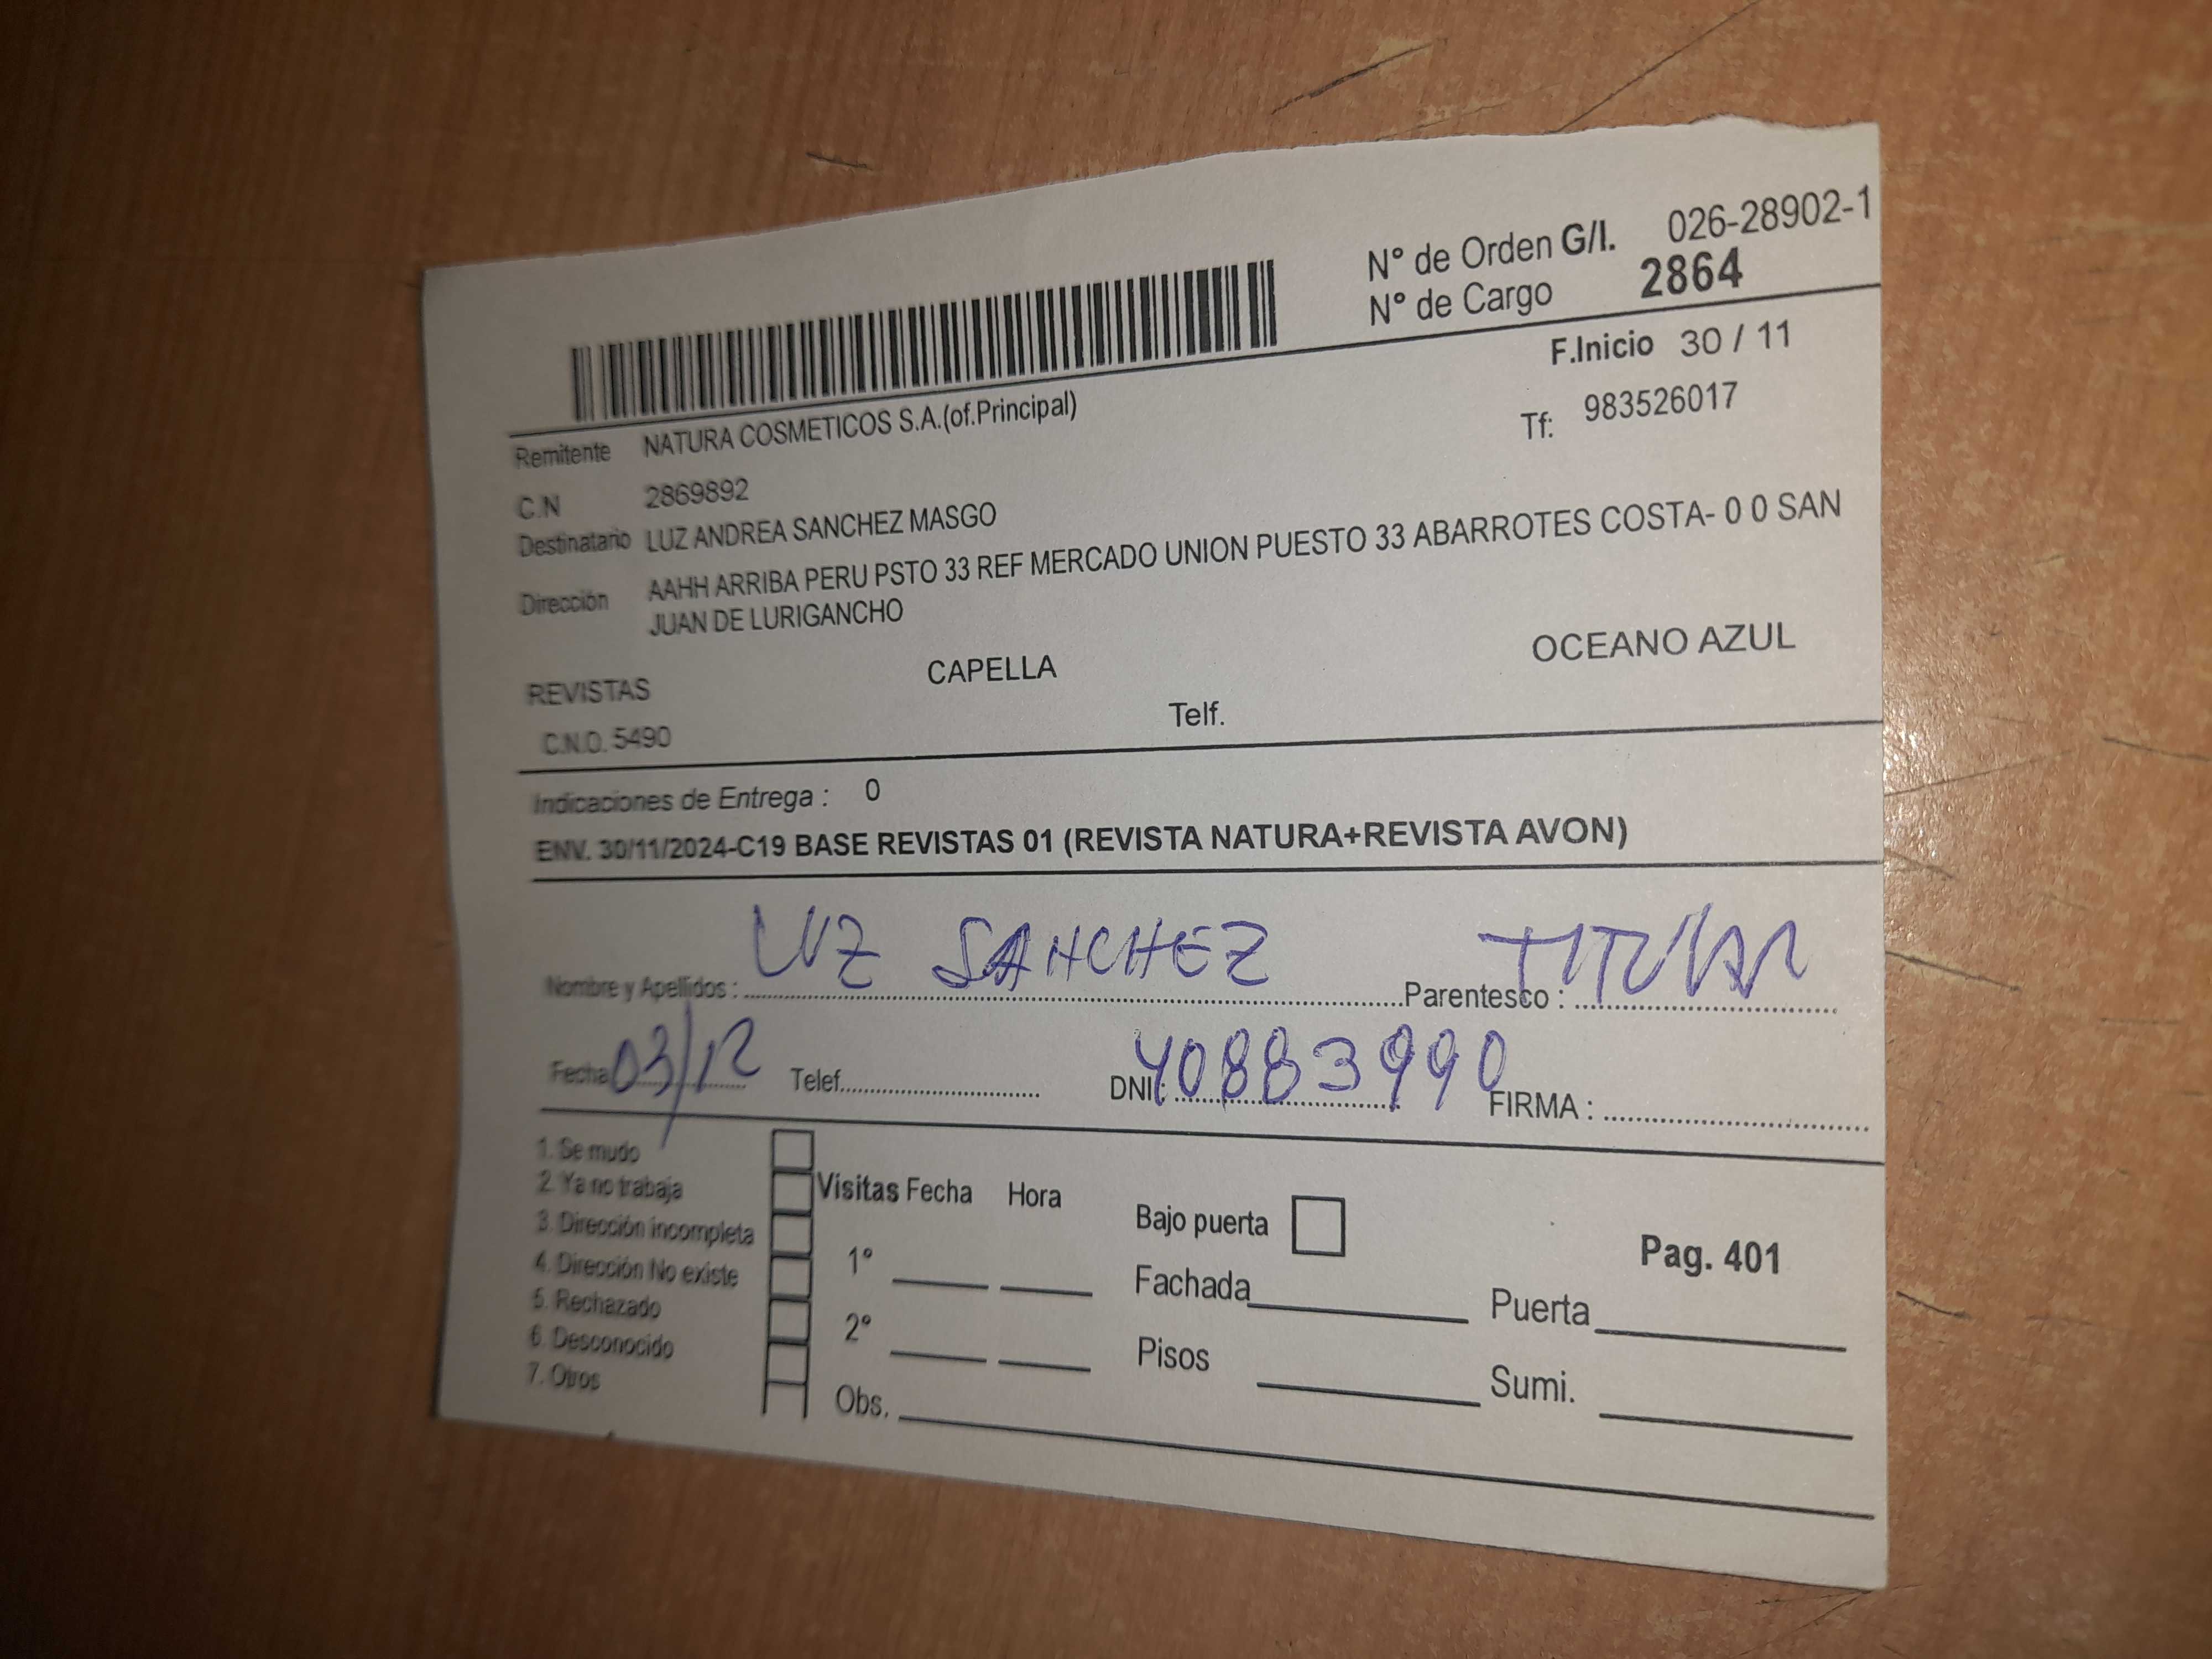 N° de Orden G/I. 026-28902-1
N° de Cargo 2864
F.Inicio 30 / 11
Remitente NATURA COSMETICOS S.A.(of.Principal)
Tf: 983526017
C.N 2869892
Destinatario LUZ ANDREA SANCHEZ MASGO
Dirección AAHH ARRIBA PERU PSTO 33 REF MERCADO UNION PUESTO 33 ABARROTES COSTA- 0 0 SAN
JUAN DE LURIGANCHO
REVISTAS CAPELLA OCEANO AZUL
C.N.O. 5490 Telf.
Indicaciones de Entrega : 0
ENV. 30/11/2024-C19 BASE REVISTAS 01 (REVISTA NATURA+REVISTA AVON)
Nombre y Apellidos : LUZ SANCHEZ Parentesco : TITULAR
Fecha 03/12 Telef. DNI: 40883990 FIRMA :
1. Se mudo
2. Ya no trabaja
3. Dirección incompleta
4. Dirección No existe
5. Rechazado
6. Desconocido
7. Otros
Visitas Fecha Hora
1°
2°
Obs.
Bajo puerta
Fachada Puerta
Pisos Sumi.
Pag. 401